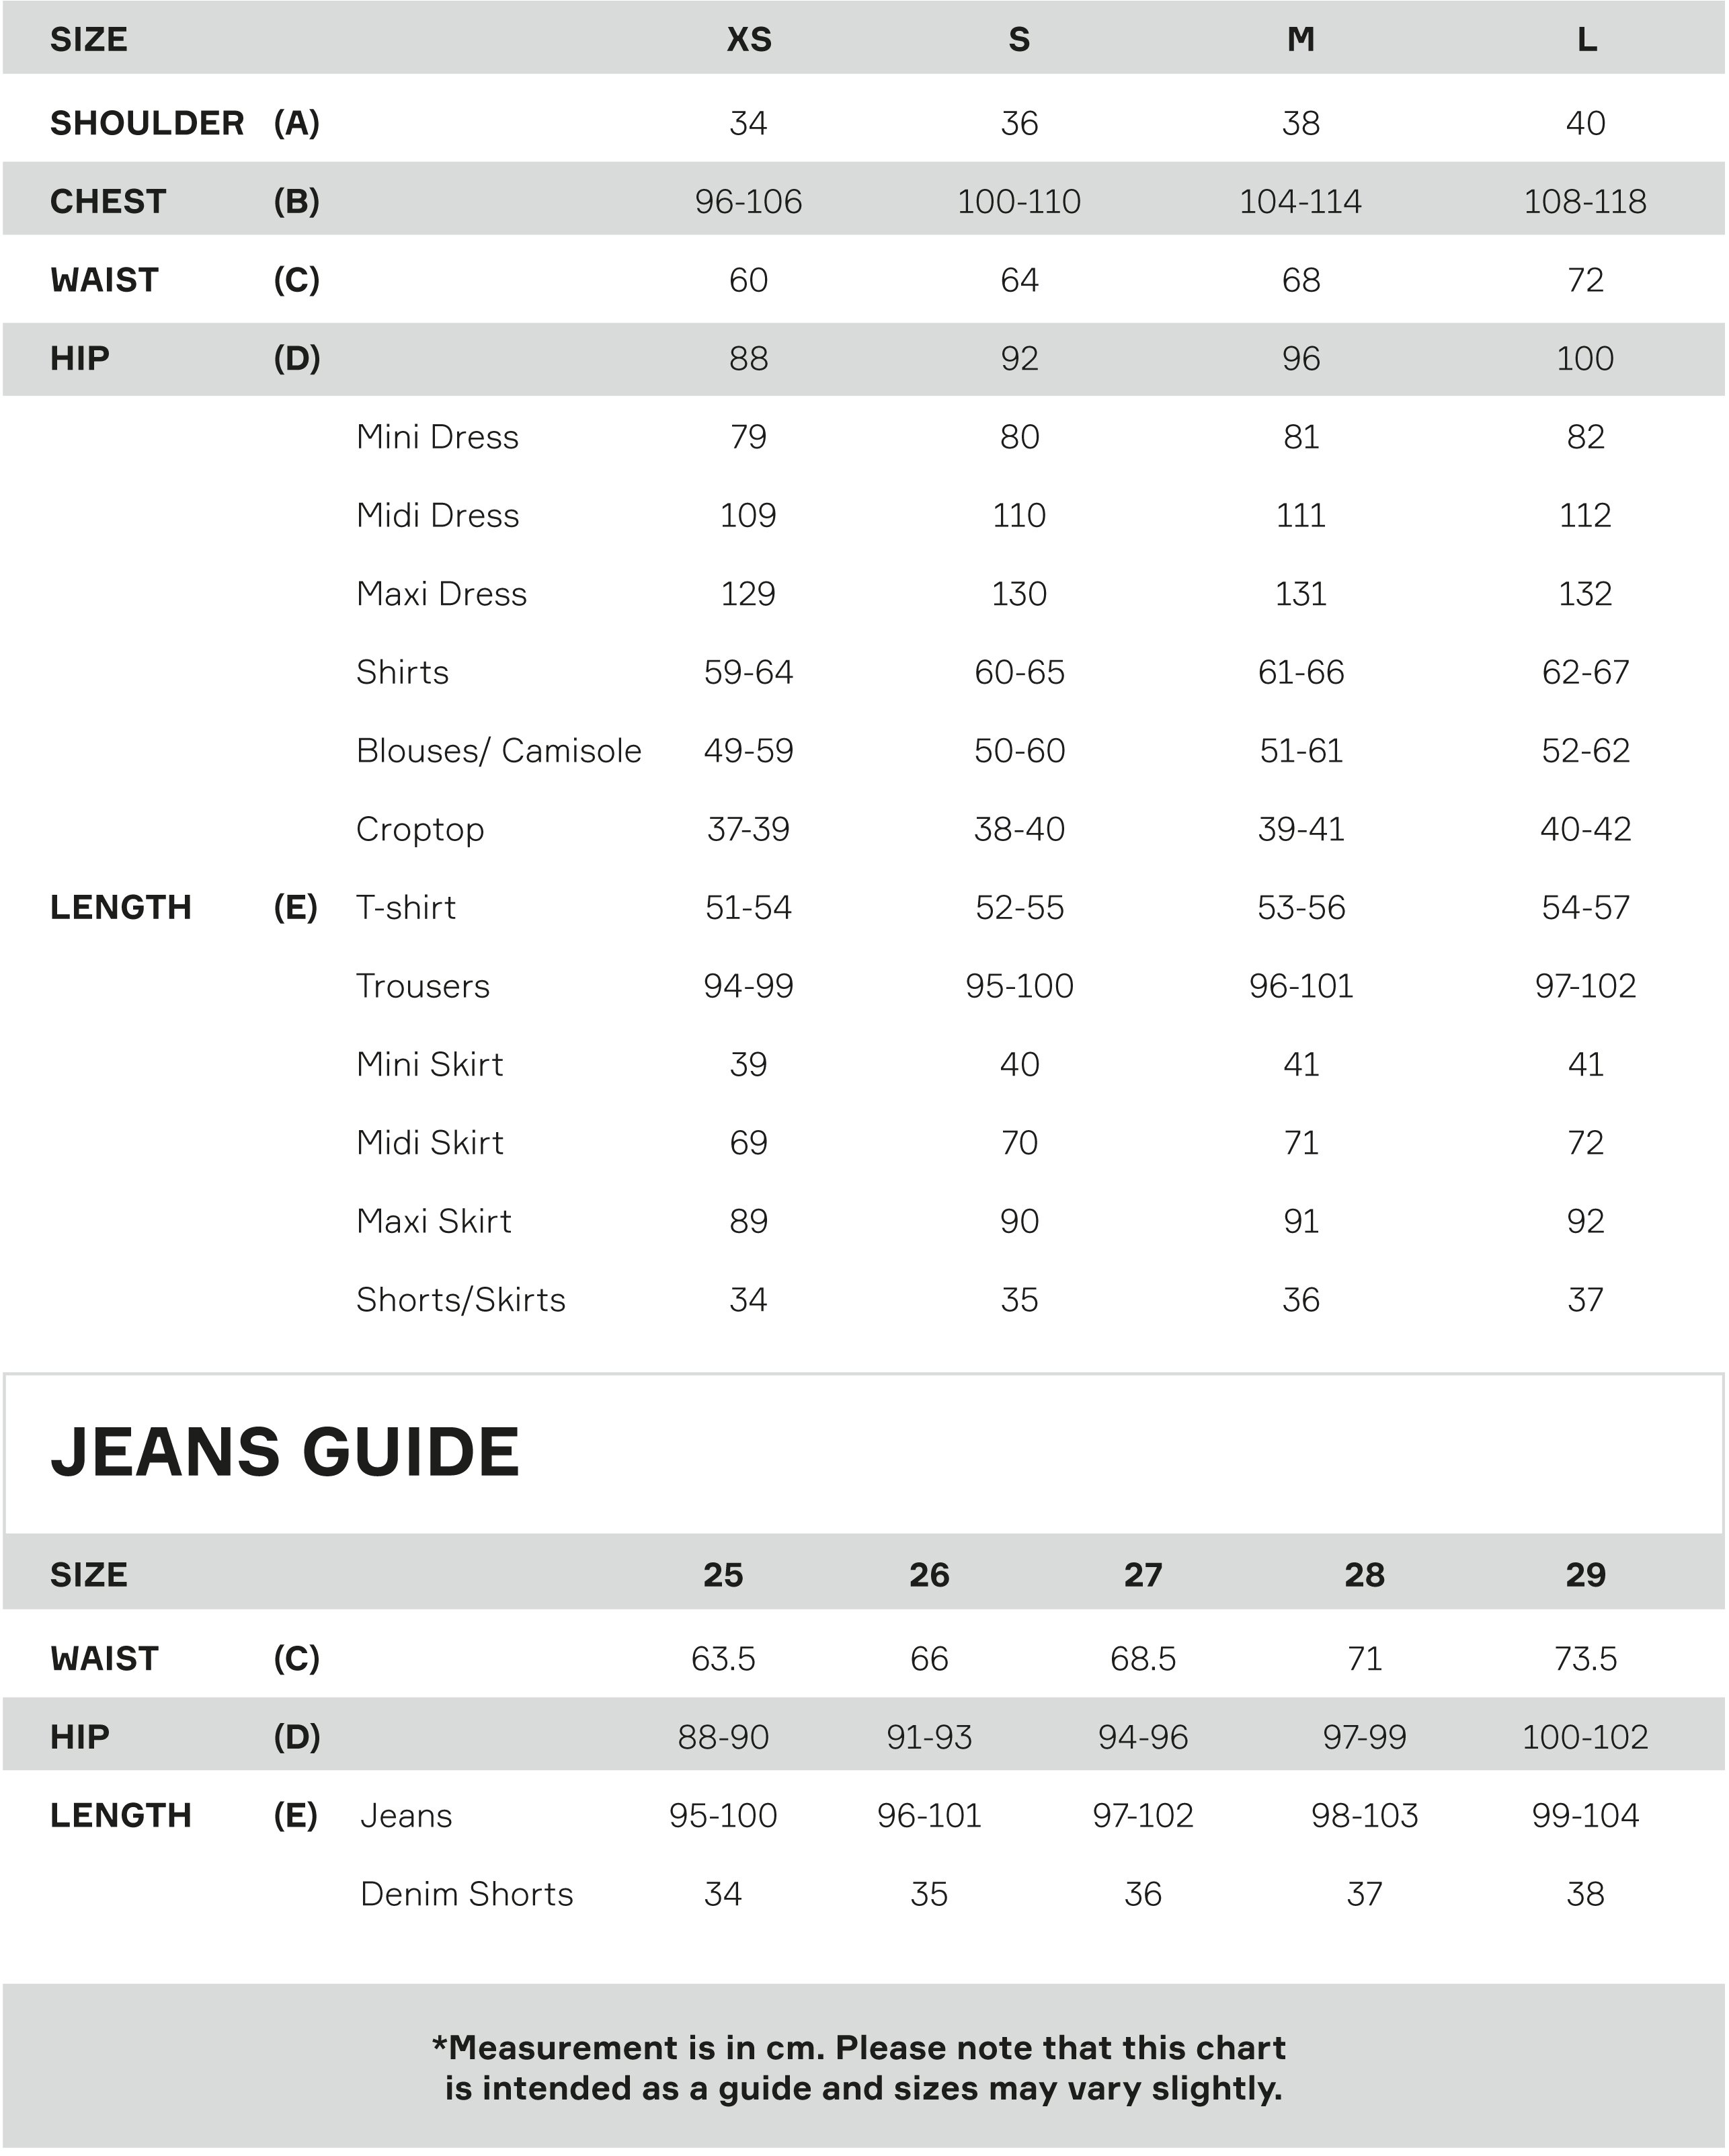 SIZE XS S M L
SHOULDER (A) 34 36 38 40
CHEST (B) 96-106 100-110 104-114 108-118
WAIST (C) 60 64 68 72
HIP (D) 88 92 96 100
Mini Dress 79 80 81 82
Midi Dress 109 110 111 112
Maxi Dress 129 130 131 132
Shirts 59-64 60-65 61-66 62-67
Blouses/ Camisole 49-59 50-60 51-61 52-62
Croptop 37-39 38-40 39-41 40-42
LENGTH (E) T-shirt 51-54 52-55 53-56 54-57
Trousers 94-99 95-100 96-101 97-102
Mini Skirt 39 40 41 41
Midi Skirt 69 70 71 72
Maxi Skirt 89 90 91 92
Shorts/Skirts 34 35 36 37
JEANS GUIDE
SIZE 25 26 27 28 29
WAIST (C) 63.5 66 68.5 71 73.5
HIP (D) 88-90 91-93 94-96 97-99 100-102
LENGTH (E) Jeans 95-100 96-101 97-102 98-103 99-104
Denim Shorts 34 35 36 37 38
*Measurement is in cm. Please note that this chart
is intended as a guide and sizes may vary slightly.